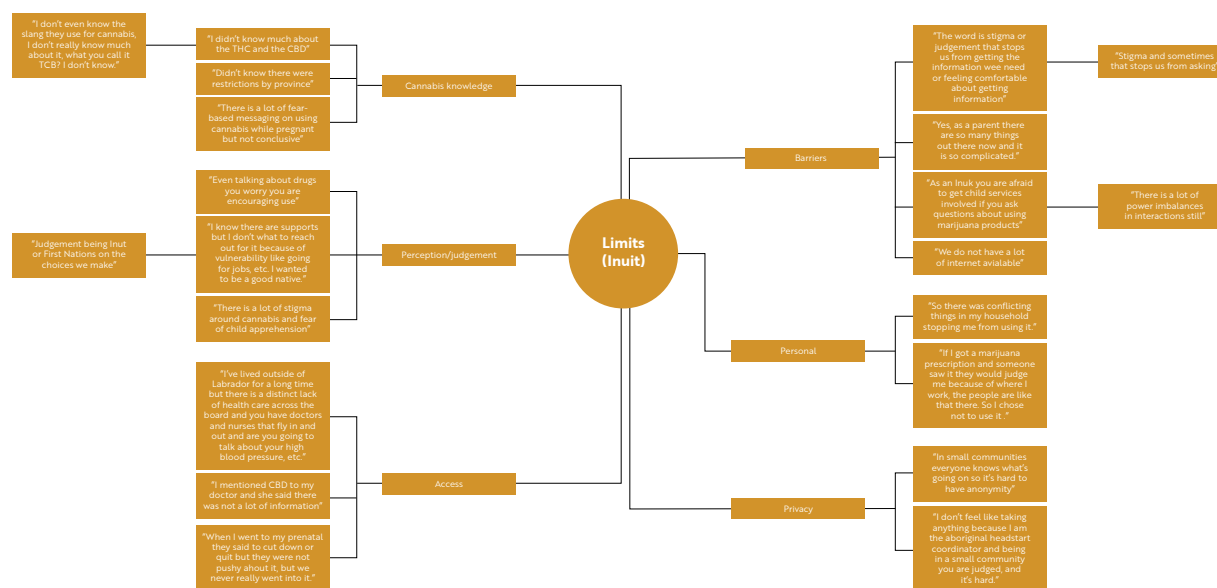 "I don't even know the
slang they use for cannabis,
I don't really know much
about it, what you call it
TCB? I don't know."
"I didn't know much about
the THC and the CBD"
"Didn't know there were
restrictions by province"
"There is a lot of fear-
based messaging on using
cannabis while pregnant
but not conclusive"
Cannabis knowledge
"Even talking about drugs
you worry you are
encouraging use"
"Judgement being Inut
or First Nations on the
choices we make"
"I know there are supports
but I don't what to reach
out for it because of
vulnerability like going
for jobs, etc. I wanted
to be a good native."
"There is a lot of stigma
around cannabis and fear
of child apprehension"
Perception/judgement
"I've lived outside of
Labrador for a long time
but there is a distinct lack
of health care across the
board and you have doctors
and nurses that fly in and
out and are you going to
talk about your high
blood pressure, etc."
"I mentioned CBD to my
doctor and she said there
was not a lot of information"
"When I went to my prenatal
they said to cut down or
quit but they were not
pushy ahout it, but we
never really went into it."
Access
Limits
(Inuit)
Barriers
"The word is stigma or
judgement that stops
us from getting the
information wee need
or feeling comfortable
about getting
information"
"Stigma and sometimes
that stops us from asking"
"Yes, as a parent there
are so many things
out there now and it
is so complicated."
"As an Inuk you are afraid
to get child services
involved if you ask
questions about using
marijuana products"
"There is a lot of
power imbalances
in interactions still"
"We do not have a lot
of internet avialable"
Personal
"So there was conflicting
things in my household
stopping me from using it."
"If I got a marijuana
prescription and someone
saw it they would judge
me because of where I
work, the people are like
that there. So I chose
not to use it ."
Privacy
"In small communities
everyone knows what's
going on so it's hard to
have anonymity"
"I don't feel like taking
anything because I am
the aboriginal headstart
coordinator and being
in a small community
you are judged, and
it's hard."